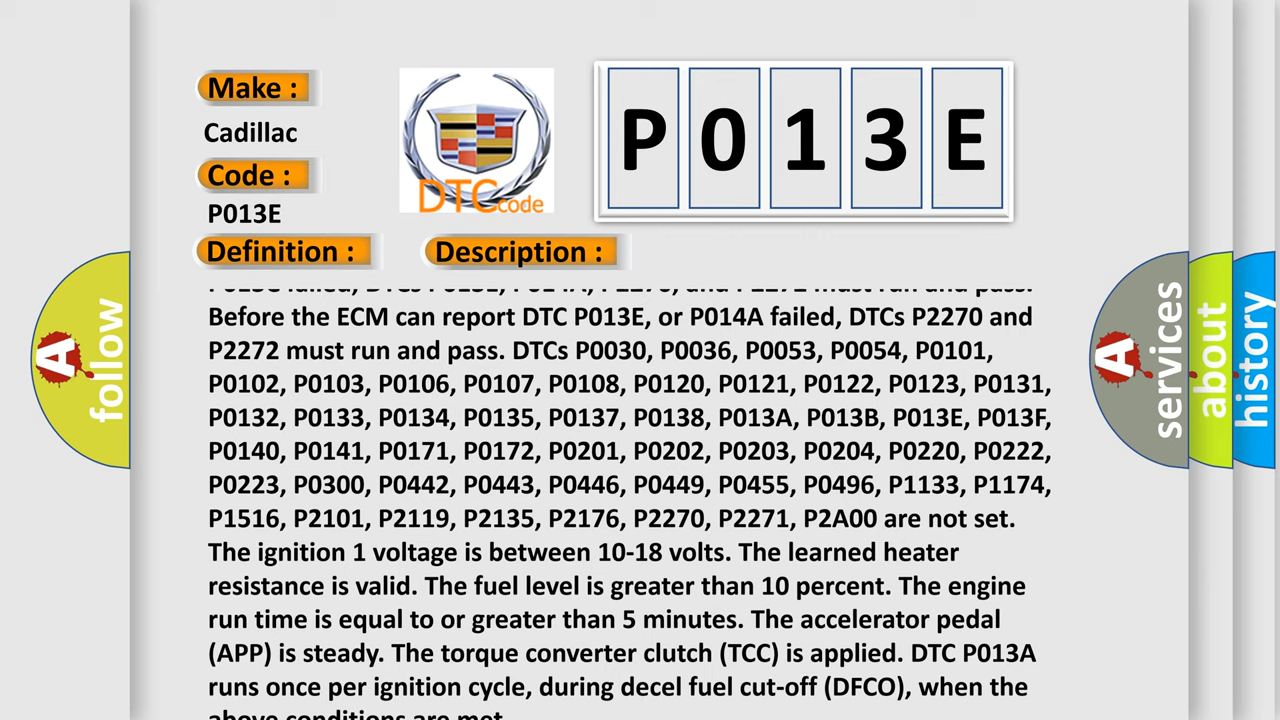 Make :
Cadillac
Code :
P013E
DTCcode
P013E
Definition :
Description :
Before the ECM can report DTC P013E, or P014A failed, DTCs P2270 and
P2272 must run and pass. DTCs P0030, P0036, P0053, P0054, P0101,
P0102, P0103, P0106, P0107, P0108, P0120, P0121, P0122, P0123, P0131,
P0132, P0133, P0134, P0135, P0137, P0138, P013A, P013B, P013E, P013F,
P0140, P0141, P0171, P0172, P0201, P0202, P0203, P0204, P0220, P0222,
P0223, P0300, P0442, P0443, P0446, P0449, P0455, P0496, P1133, P1174,
P1516, P2101, P2119, P2135, P2176, P2270, P2271, P2A00 are not set.
The ignition 1 voltage is between 10-18 volts. The learned heater
resistance is valid. The fuel level is greater than 10 percent. The engine
run time is equal to or greater than 5 minutes. The accelerator pedal
(APP) is steady. The torque converter clutch (TCC) is applied. DTC P013A
runs once per ignition cycle, during decel fuel cut-off (DFCO), when the
above conditions are met
A
follow
A
services
about
history